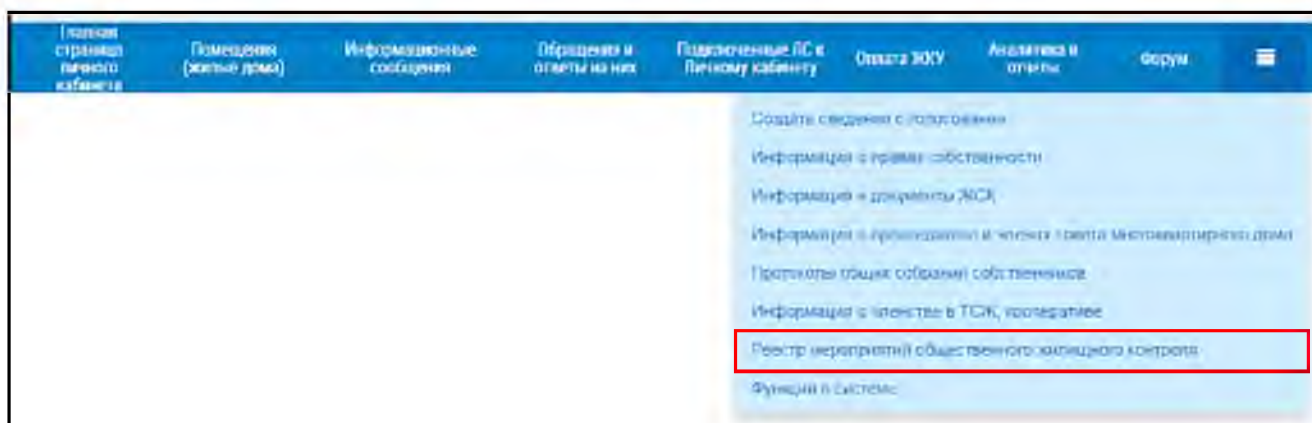 Главная
страница
личного
кабинета
Помещения
(жилые дома)
Информационные
сообщения
Обращения и
ответы на них
Подключенные ЛС к
Личному кабинету
Оплата ЖКУ
Аналитика и
отчеты
Форум
Создать сведения о голосовании
Информация о правах собственности
Информация и документы ЖСК
Информация о председателе и членах совета многоквартирного дома
Протоколы общих собраний собственников
Информация о членстве в ТСЖ, кооперативе
Реестр мероприятий общественного жилищного контроля
Функции в системе